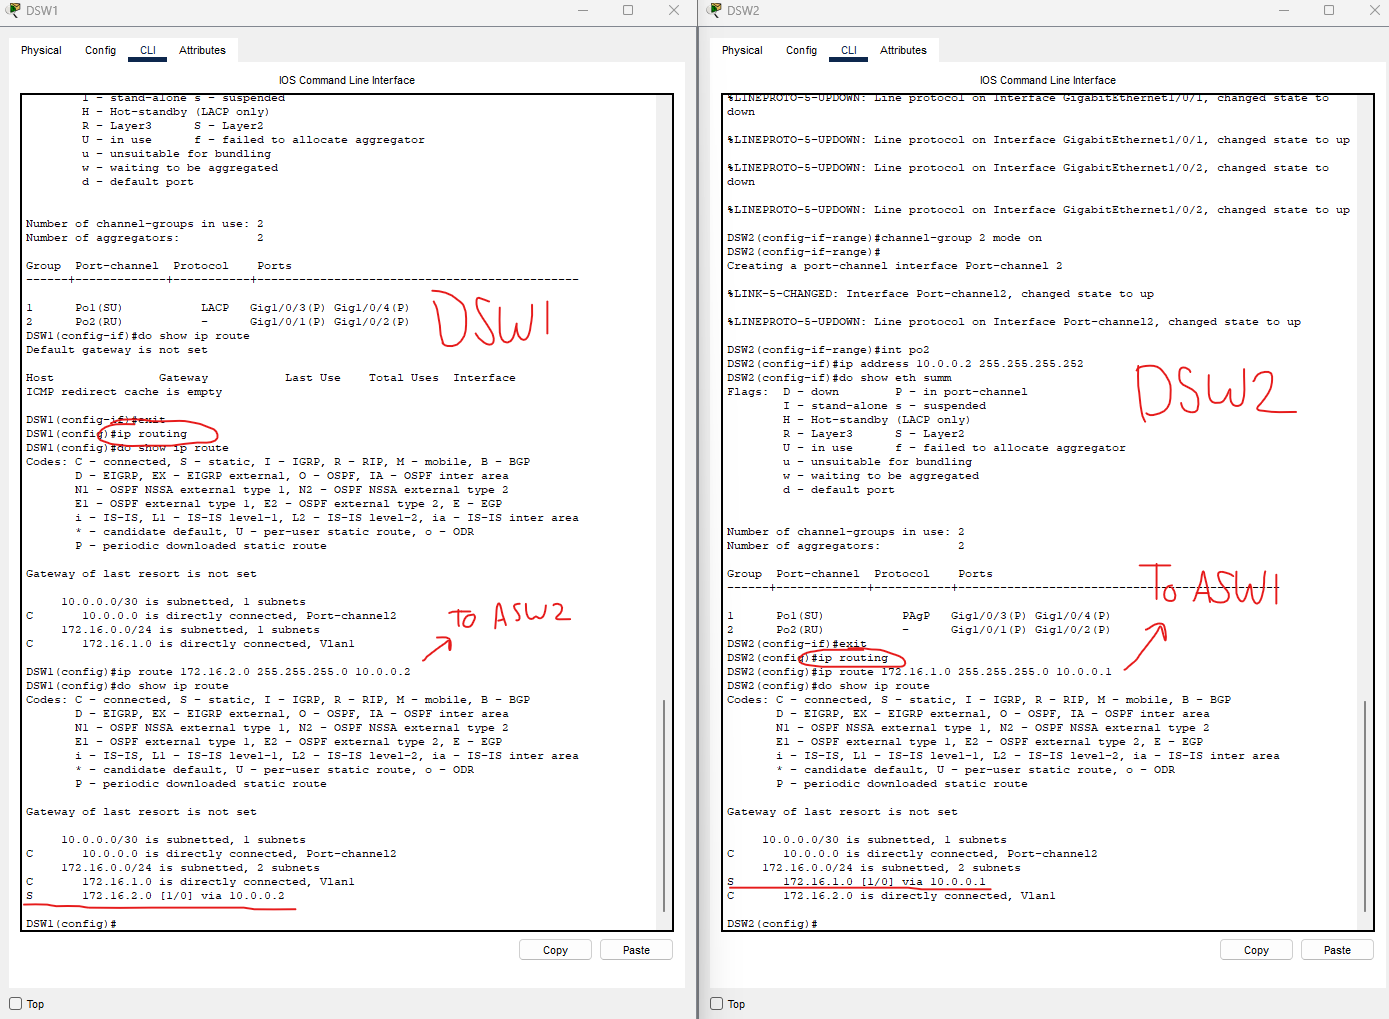 DSW1
Physical Config CLI Attributes
IOS Command Line Interface
I - stand-alone s - suspended
H - Hot-standby (LACP only)
R - Layer3 S - Layer2
U - in use f - failed to allocate aggregator
u - unsuitable for bundling
w - waiting to be aggregated
d - default port
Number of channel-groups in use: 2
Number of aggregators: 2
Group Port-channel Protocol Ports
------+-------------+-----------+----------------------------------------------
1 Po1(SU) LACP Gig1/0/3(P) Gig1/0/4(P)
2 Po2(RU) - Gig1/0/1(P) Gig1/0/2(P)
DSW1
DSW1(config-if)#do show ip route
Default gateway is not set
Host Gateway Last Use Total Uses Interface
ICMP redirect cache is empty
DSW1(config-if)#exit
DSW1(config)#ip routing
DSW1(config)#do show ip route
Codes: C - connected, S - static, I - IGRP, R - RIP, M - mobile, B - BGP
D - EIGRP, EX - EIGRP external, O - OSPF, IA - OSPF inter area
N1 - OSPF NSSA external type 1, N2 - OSPF NSSA external type 2
E1 - OSPF external type 1, E2 - OSPF external type 2, E - EGP
i - IS-IS, L1 - IS-IS level-1, L2 - IS-IS level-2, ia - IS-IS inter area
* - candidate default, U - per-user static route, o - ODR
P - periodic downloaded static route
Gateway of last resort is not set
10.0.0.0/30 is subnetted, 1 subnets
C 10.0.0.0 is directly connected, Port-channel2
172.16.0.0/24 is subnetted, 1 subnets
C 172.16.1.0 is directly connected, Vlan1
To ASW2
DSW1(config)#ip route 172.16.2.0 255.255.255.0 10.0.0.2
DSW1(config)#do show ip route
Codes: C - connected, S - static, I - IGRP, R - RIP, M - mobile, B - BGP
D - EIGRP, EX - EIGRP external, O - OSPF, IA - OSPF inter area
N1 - OSPF NSSA external type 1, N2 - OSPF NSSA external type 2
E1 - OSPF external type 1, E2 - OSPF external type 2, E - EGP
i - IS-IS, L1 - IS-IS level-1, L2 - IS-IS level-2, ia - IS-IS inter area
* - candidate default, U - per-user static route, o - ODR
P - periodic downloaded static route
Gateway of last resort is not set
10.0.0.0/30 is subnetted, 1 subnets
C 10.0.0.0 is directly connected, Port-channel2
172.16.0.0/24 is subnetted, 2 subnets
C 172.16.1.0 is directly connected, Vlan1
S 172.16.2.0 [1/0] via 10.0.0.2
DSW1(config)#
Copy Paste
Top
DSW2
Physical Config CLI Attributes
IOS Command Line Interface
%LINEPROTO-5-UPDOWN: Line protocol on Interface GigabitEthernet1/0/1, changed state to
down
%LINEPROTO-5-UPDOWN: Line protocol on Interface GigabitEthernet1/0/1, changed state to up
%LINEPROTO-5-UPDOWN: Line protocol on Interface GigabitEthernet1/0/2, changed state to
down
%LINEPROTO-5-UPDOWN: Line protocol on Interface GigabitEthernet1/0/2, changed state to up
DSW2(config-if-range)#channel-group 2 mode on
DSW2(config-if-range)#
Creating a port-channel interface Port-channel 2
%LINK-5-CHANGED: Interface Port-channel2, changed state to up
%LINEPROTO-5-UPDOWN: Line protocol on Interface Port-channel2, changed state to up
DSW2(config-if-range)#int po2
DSW2(config-if)#ip address 10.0.0.2 255.255.255.252
DSW2(config-if)#do show eth summ
Flags: D - down P - in port-channel
I - stand-alone s - suspended
H - Hot-standby (LACP only)
R - Layer3 S - Layer2
U - in use f - failed to allocate aggregator
u - unsuitable for bundling
w - waiting to be aggregated
d - default port
DSW2
Number of channel-groups in use: 2
Number of aggregators: 2
Group Port-channel Protocol Ports
------+-------------+-----------+----------------------------------------------
1 Po1(SU) PAgP Gig1/0/3(P) Gig1/0/4(P)
2 Po2(RU) - Gig1/0/1(P) Gig1/0/2(P)
To ASW1
DSW2(config-if)#exit
DSW2(config)#ip routing
DSW2(config)#ip route 172.16.1.0 255.255.255.0 10.0.0.1
DSW2(config)#do show ip route
Codes: C - connected, S - static, I - IGRP, R - RIP, M - mobile, B - BGP
D - EIGRP, EX - EIGRP external, O - OSPF, IA - OSPF inter area
N1 - OSPF NSSA external type 1, N2 - OSPF NSSA external type 2
E1 - OSPF external type 1, E2 - OSPF external type 2, E - EGP
i - IS-IS, L1 - IS-IS level-1, L2 - IS-IS level-2, ia - IS-IS inter area
* - candidate default, U - per-user static route, o - ODR
P - periodic downloaded static route
Gateway of last resort is not set
10.0.0.0/30 is subnetted, 1 subnets
C 10.0.0.0 is directly connected, Port-channel2
172.16.0.0/24 is subnetted, 2 subnets
S 172.16.1.0 [1/0] via 10.0.0.1
C 172.16.2.0 is directly connected, Vlan1
DSW2(config)#
Copy Paste
Top